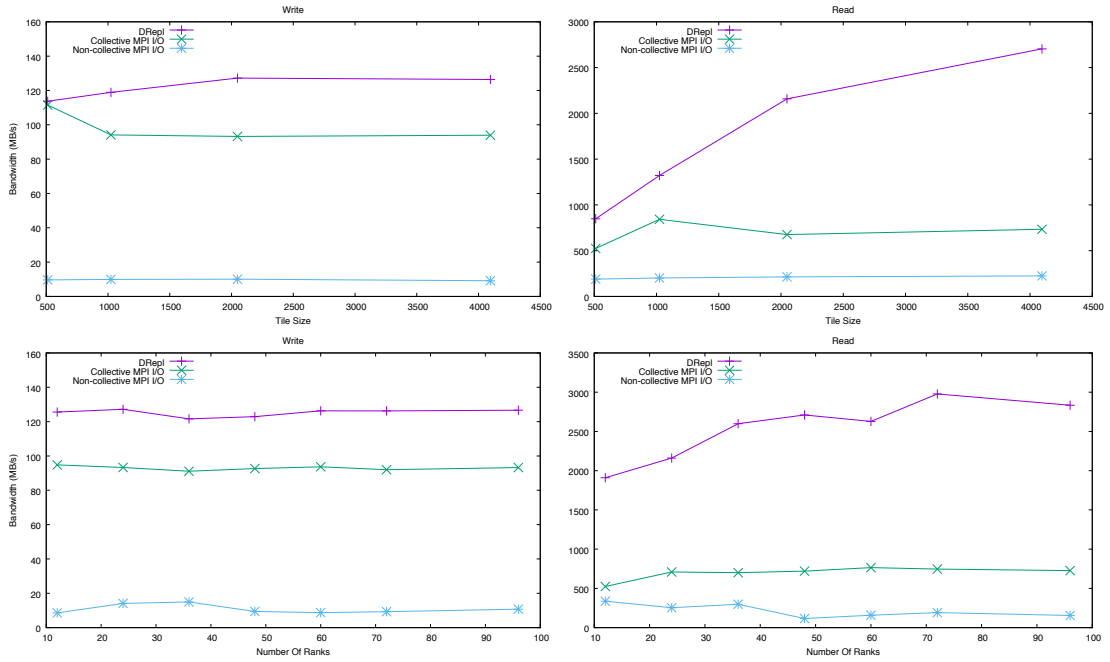 Write
160
140
120
100
80
60
40
20
0
Bandwidth (MB/s)
DRepl
Collective MPI I/O
Non-collective MPI I/O
500 1000 1500 2000 2500 3000 3500 4000 4500
Tile Size
Read
3000
2500
2000
1500
1000
500
0
DRepl
Collective MPI I/O
Non-collective MPI I/O
500 1000 1500 2000 2500 3000 3500 4000 4500
Tile Size
Write
160
140
120
100
80
60
40
20
0
Bandwidth (MB/s)
DRepl
Collective MPI I/O
Non-collective MPI I/O
10 20 30 40 50 60 70 80 90 100
Number Of Ranks
Read
3500
3000
2500
2000
1500
1000
500
0
DRepl
Collective MPI I/O
Non-collective MPI I/O
10 20 30 40 50 60 70 80 90 100
Number Of Ranks